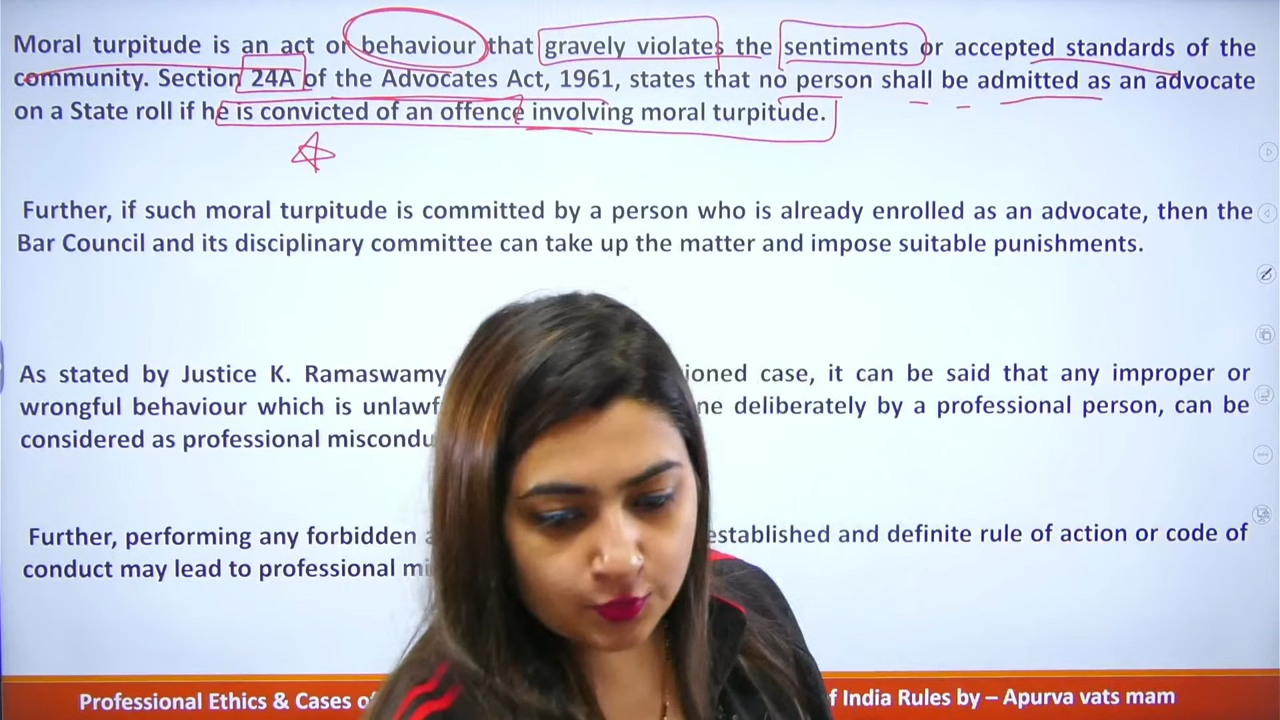 Moral turpitude is an act or behaviour that gravely violates the sentiments or accepted standards of the
community. Section 24A of the Advocates Act, 1961, states that no person shall be admitted as an advocate
on a State roll if he is convicted of an offence involving moral turpitude.
Further, if such moral turpitude is committed by a person who is already enrolled as an advocate, then the
Bar Council and its disciplinary committee can take up the matter and impose suitable punishments.
As stated by Justice K. Ramaswamy ioned case, it can be said that any improper or
wrongful behaviour which is unlawf ne deliberately by a professional person, can be
considered as professional miscondu
Further, performing any forbidden established and definite rule of action or code of
conduct may lead to professional mi
Professional Ethics & Cases o f India Rules by – Apurva vats mam